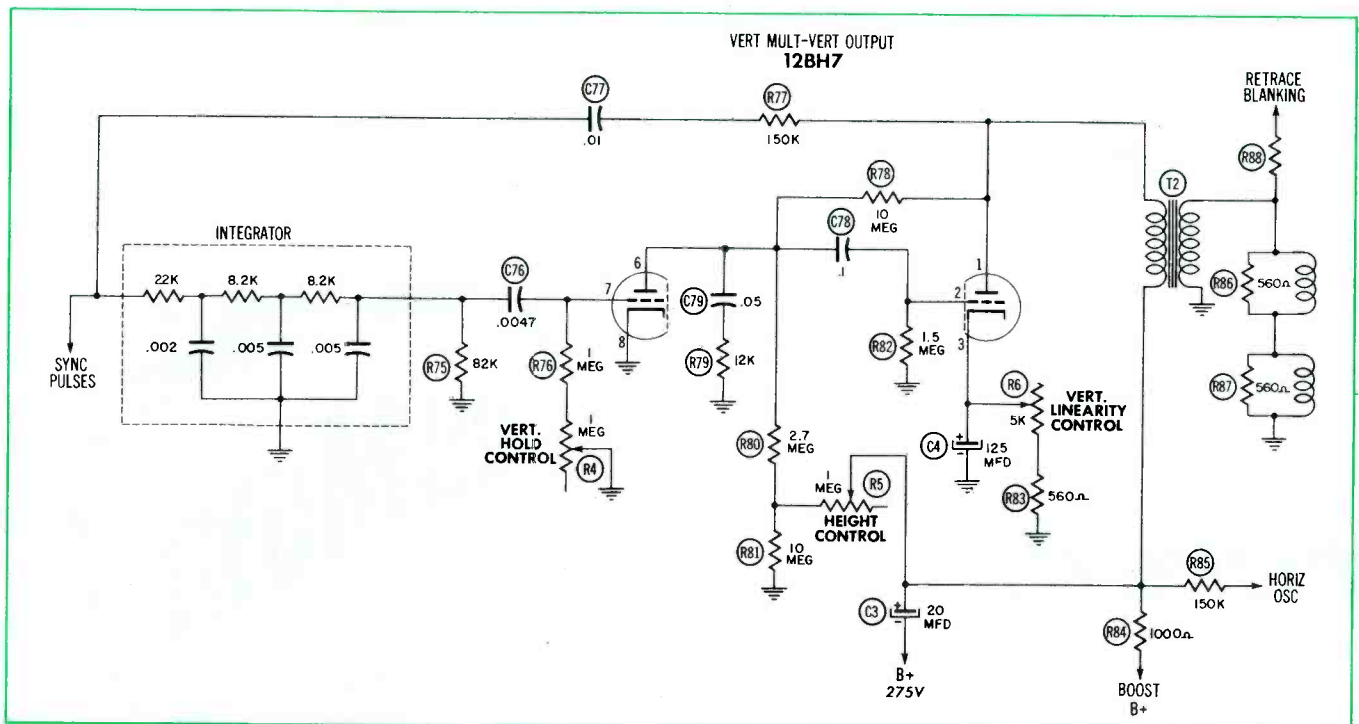 VERT MULT-VERT OUTPUT
12BH7
C77
.01
R77
150K
RETRACE
BLANKING
R88
T2
R78
10
MEG
C78
.1
INTEGRATOR
22K
8.2K
8.2K
.002
.005
.005
SYNC
PULSES
C76
.0047
R75
82K
R76
1
MEG
VERT.
HOLD
CONTROL
1
MEG
R4
6
7
8
C79
.05
R79
12K
1
2
3
R82
1.5
MEG
R86
560Ω
R87
560Ω
R6
5K
VERT.
LINEARITY
CONTROL
C4
125
MFD
R83
560Ω
R80
2.7
MEG
1
MEG
R5
HEIGHT
CONTROL
R81
10
MEG
C3
20
MFD
B+
275V
R85
150K
HORIZ
OSC
R84
1000Ω
BOOST
B+